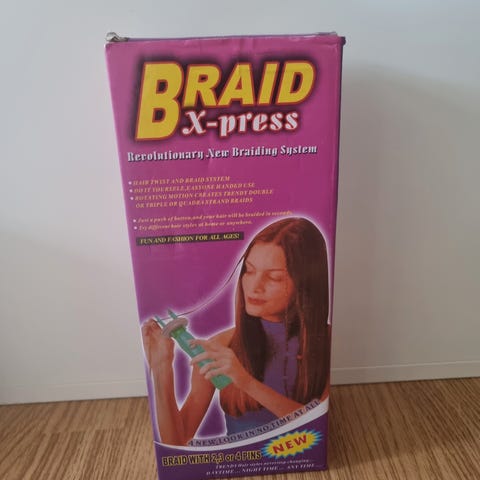 BRAID
X-press
Revolutionary New Braiding System
• HAIR TWIST AND BRAID SYSTEM
• DO IT YOURSELF, EASY ONE HANDED USE
• ROTATING MOTION CREATES TRENDY DOUBLE
OR TRIPLE OR QUADRA STRAND BRAIDS
• Just a push of button, and your hair will be braided in seconds.
• Try different hair styles at home or anywhere.
FUN AND FASHION FOR ALL AGES!
A NEW LOOK IN NO TIME AT ALL
BRAID WITH 2,3 or 4 PINS
NEW
TRENDY Hair styles
DAYTIME... NIGHT TIME... ANY TIME...